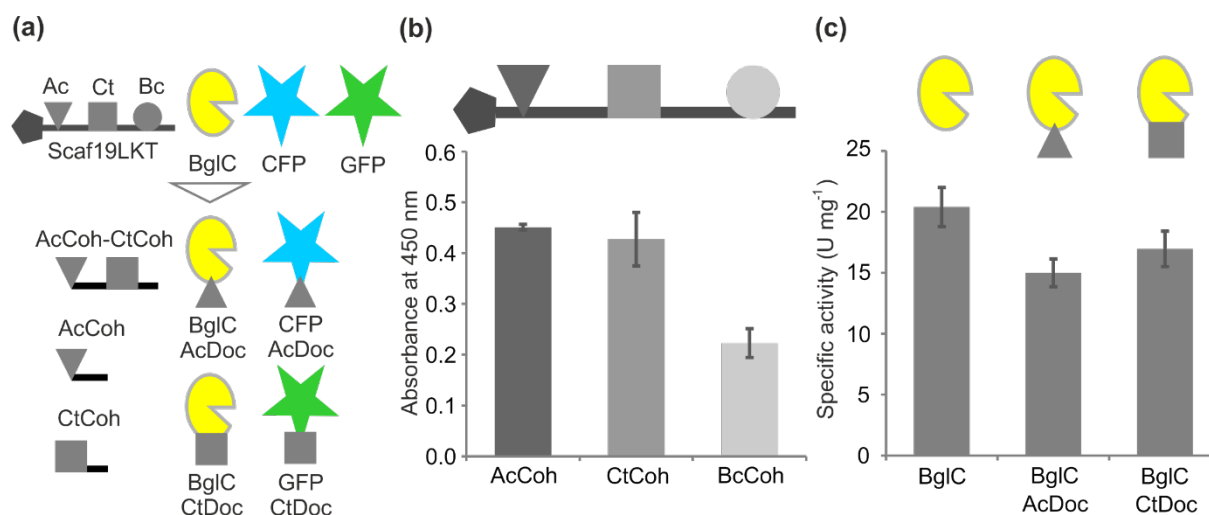 (a)
Ac Ct Bc
Scaf19LKT
BglC CFP GFP
AcCoh-CtCoh
BglC
AcDoc
CFP
AcDoc
AcCoh
CtCoh
BglC
CtDoc
GFP
CtDoc
(b)
Absorbance at 450 nm
0.6
0.5
0.4
0.3
0.2
0.1
0.0
AcCoh CtCoh BcCoh
(c)
Specific activity (U mg⁻¹)
25
20
15
10
5
0
BglC
BglC
AcDoc
BglC
CtDoc